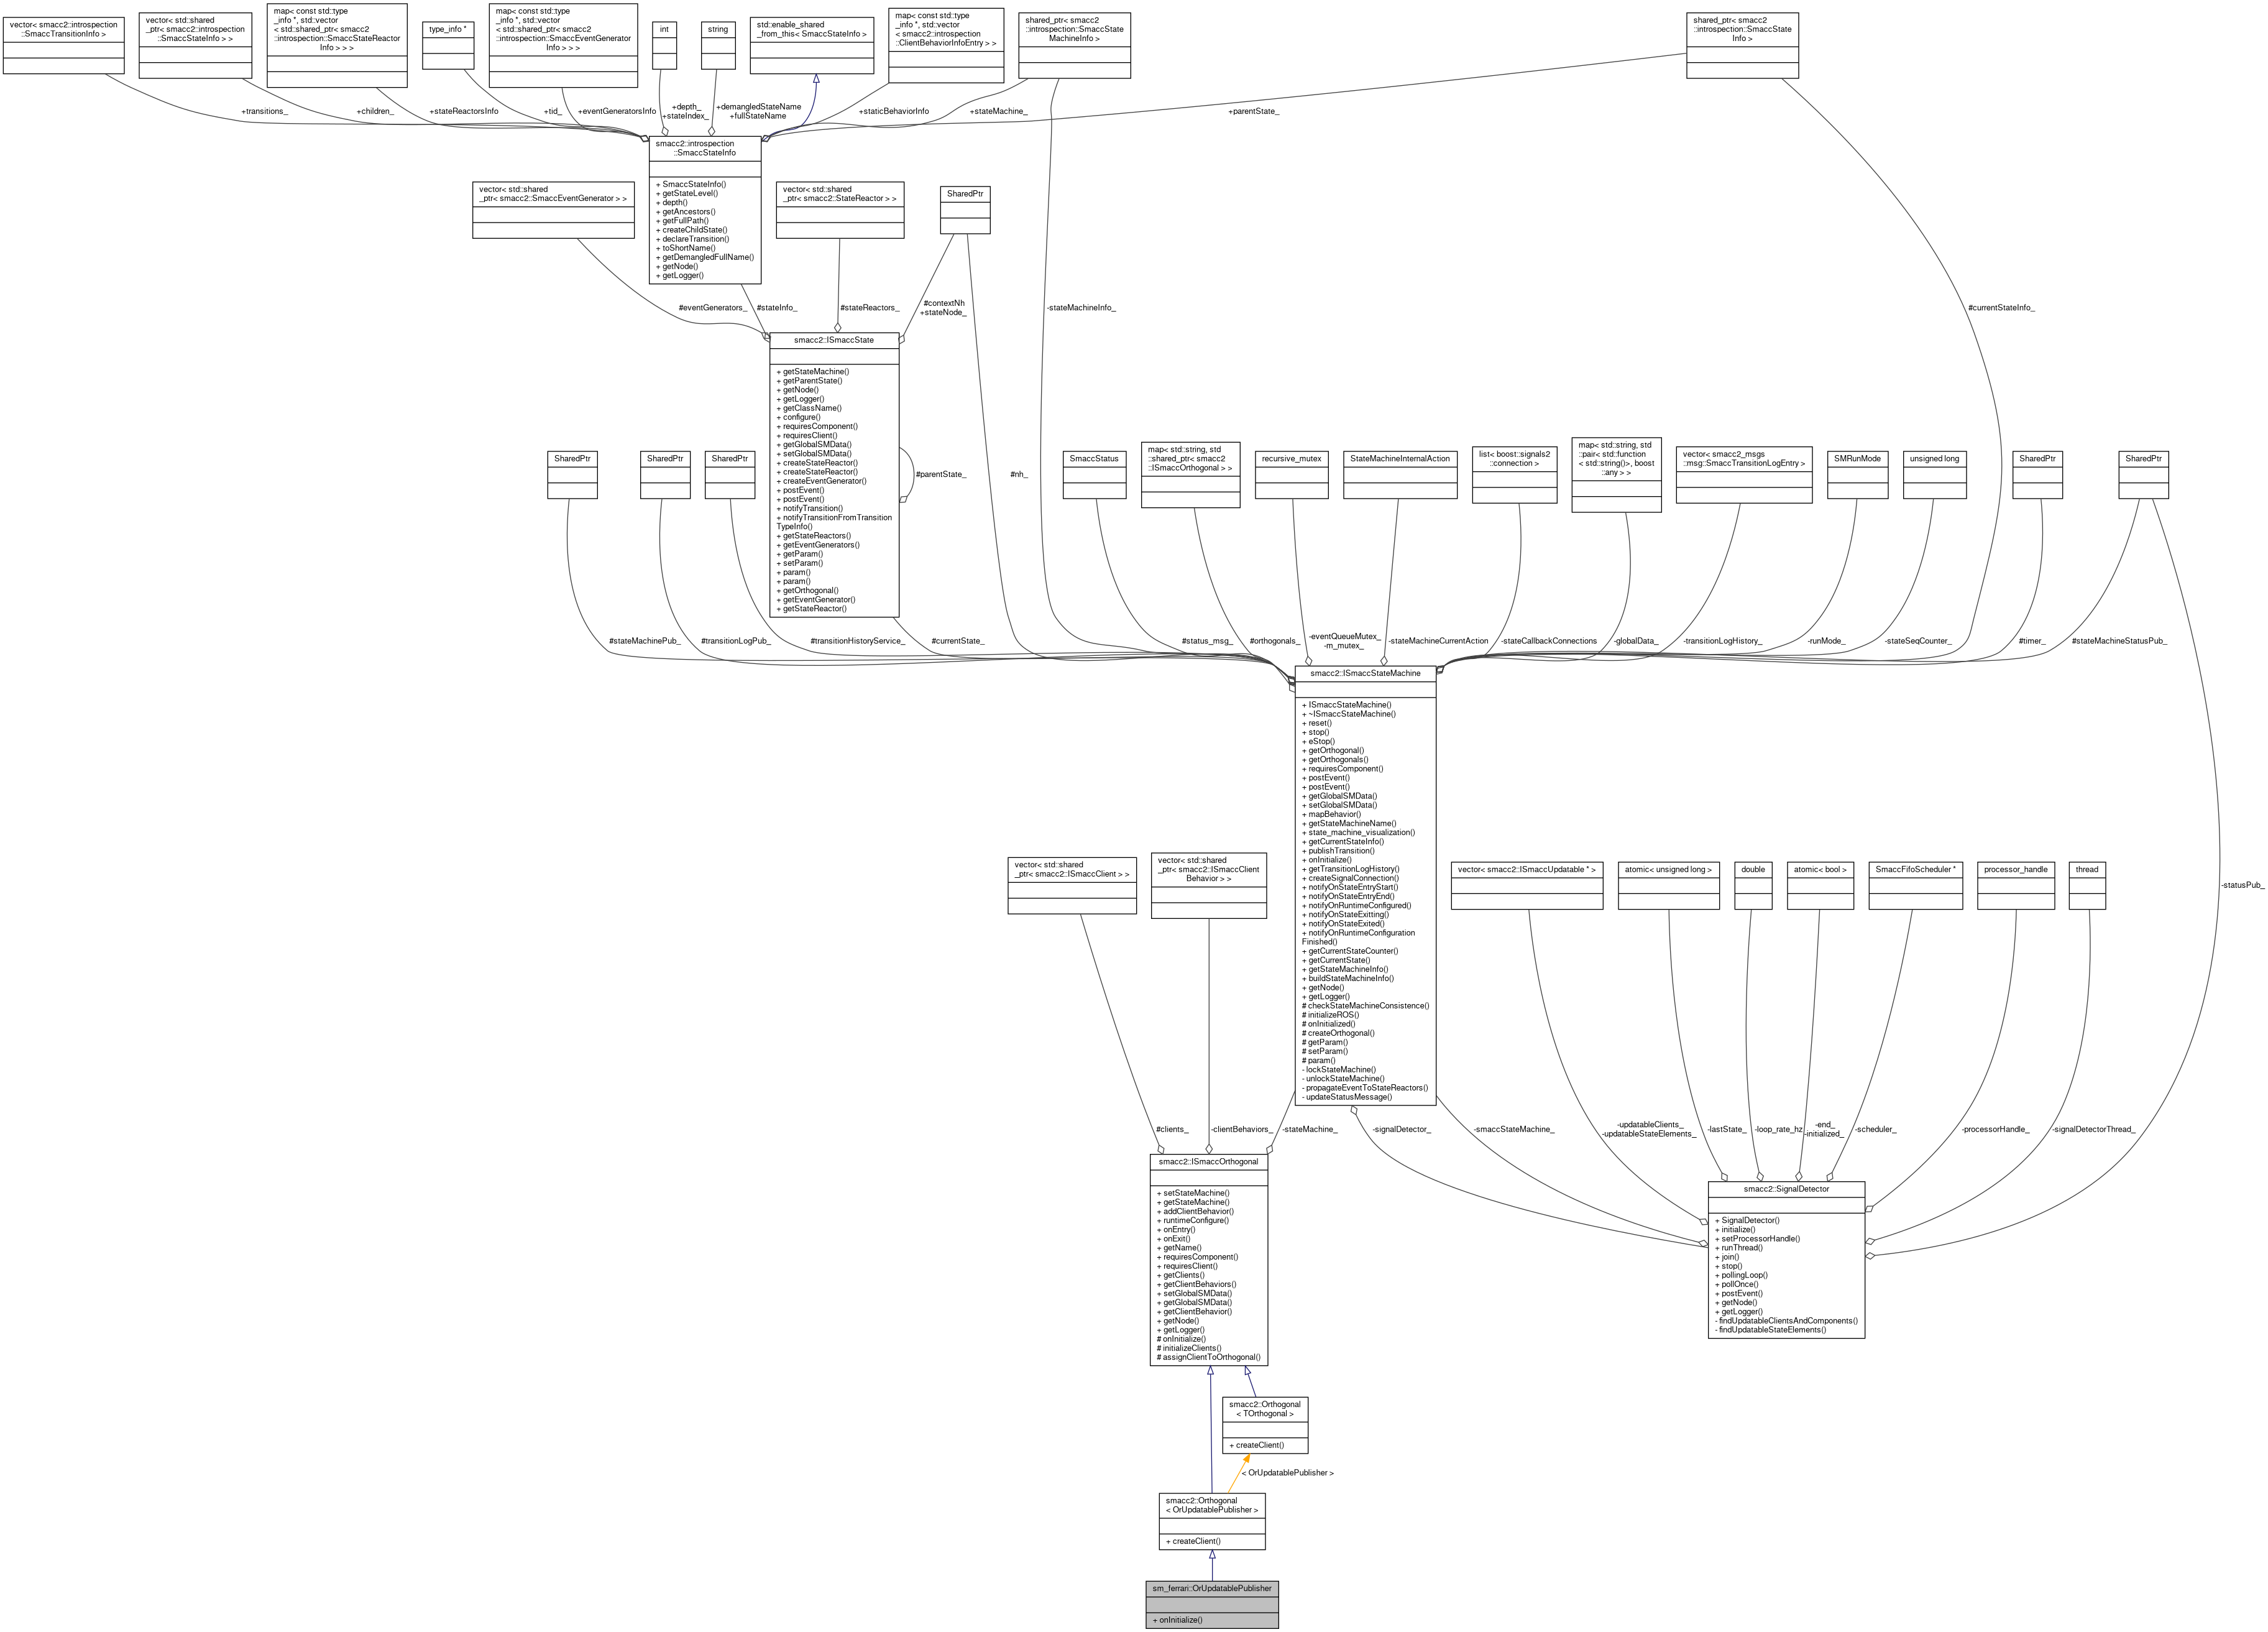 vector< smacc2::introspection
::SmaccTransitionInfo >
vector< std::shared
_ptr< smacc2::introspection
::SmaccStateInfo > >
map< const std::type
_info *, std::vector
< std::shared_ptr< smacc2
::introspection::SmaccStateReactor
Info > > >
type_info *
map< const std::type
_info *, std::vector
< std::shared_ptr< smacc2
::introspection::SmaccEventGenerator
Info > > >
int
string
std::enable_shared
_from_this< SmaccStateInfo >
map< const std::type
_info *, std::vector
< smacc2::introspection
::ClientBehaviorInfoEntry > >
shared_ptr< smacc2
::introspection::SmaccState
MachineInfo >
shared_ptr< smacc2
::introspection::SmaccState
Info >
+transitions_
+children_
+stateReactorsInfo
+tid_
+eventGeneratorsInfo
+depth_
+stateIndex_
+demangledStateName
+fullStateName
+staticBehaviorInfo
+stateMachine_
+parentState_
smacc2::introspection
::SmaccStateInfo
+ SmaccStateInfo()
+ getStateLevel()
+ depth()
+ getAncestors()
+ getFullPath()
+ createChildState()
+ declareTransition()
+ toShortName()
+ getDemangledFullName()
+ getNode()
+ getLogger()
vector< std::shared
_ptr< smacc2::SmaccEventGenerator > >
vector< std::shared
_ptr< smacc2::StateReactor > >
SharedPtr
#eventGenerators_
#stateInfo_
#stateReactors_
#contextNh
+stateNode_
-stateMachineInfo_
#currentStateInfo_
smacc2::ISmaccState
+ getStateMachine()
+ getParentState()
+ getNode()
+ getLogger()
+ getClassName()
+ configure()
+ requiresComponent()
+ requiresClient()
+ getGlobalSMData()
+ setGlobalSMData()
+ createStateReactor()
+ createStateReactor()
+ createEventGenerator()
+ postEvent()
+ postEvent()
+ notifyTransition()
+ notifyTransitionFromTransition
TypeInfo()
+ getStateReactors()
+ getEventGenerators()
+ getParam()
+ setParam()
+ param()
+ param()
+ getOrthogonal()
+ getEventGenerator()
+ getStateReactor()
#parentState_
#nh_
SharedPtr
SharedPtr
SharedPtr
SmaccStatus
map< std::string, std
::shared_ptr< smacc2
::ISmaccOrthogonal > >
recursive_mutex
StateMachineInternalAction
list< boost::signals2
::connection >
map< std::string, std
::pair< std::function
< std::string()>, boost
::any > >
vector< smacc2_msgs
::msg::SmaccTransitionLogEntry >
SMRunMode
unsigned long
SharedPtr
SharedPtr
#stateMachinePub_
#transitionLogPub_
#transitionHistoryService_
#currentState_
#status_msg_
#orthogonals_
-eventQueueMutex_
-m_mutex_
-stateMachineCurrentAction
-stateCallbackConnections
-globalData_
-transitionLogHistory_
-runMode_
-stateSeqCounter_
#timer_
#stateMachineStatusPub_
smacc2::ISmaccStateMachine
+ ISmaccStateMachine()
+ ~ISmaccStateMachine()
+ reset()
+ stop()
+ eStop()
+ getOrthogonal()
+ getOrthogonals()
+ requiresComponent()
+ postEvent()
+ postEvent()
+ getGlobalSMData()
+ setGlobalSMData()
+ mapBehavior()
+ getStateMachineName()
+ state_machine_visualization()
+ getCurrentStateInfo()
+ publishTransition()
+ onInitialize()
+ getTransitionLogHistory()
+ createSignalConnection()
+ notifyOnStateEntryStart()
+ notifyOnStateEntryEnd()
+ notifyOnRuntimeConfigured()
+ notifyOnStateExitting()
+ notifyOnStateExited()
+ notifyOnRuntimeConfiguration
Finished()
+ getCurrentStateCounter()
+ getCurrentState()
+ getStateMachineInfo()
+ buildStateMachineInfo()
+ getNode()
+ getLogger()
# checkStateMachineConsistence()
# initializeROS()
# onInitialized()
# createOrthogonal()
# getParam()
# setParam()
# param()
- lockStateMachine()
- unlockStateMachine()
- propagateEventToStateReactors()
- updateStatusMessage()
vector< std::shared
_ptr< smacc2::ISmaccClient > >
vector< std::shared
_ptr< smacc2::ISmaccClient
Behavior > >
vector< smacc2::ISmaccUpdatable * >
atomic< unsigned long >
double
atomic< bool >
SmaccFifoScheduler *
processor_handle
thread
-statusPub_
#clients_
-clientBehaviors_
-stateMachine_
-signalDetector_
-smaccStateMachine_
-updatableClients_
-updatableStateElements_
-lastState_
-loop_rate_hz
-end_
-initialized_
-scheduler_
-processorHandle_
-signalDetectorThread_
smacc2::ISmaccOrthogonal
+ setStateMachine()
+ getStateMachine()
+ addClientBehavior()
+ runtimeConfigure()
+ onEntry()
+ onExit()
+ getName()
+ requiresComponent()
+ requiresClient()
+ getClients()
+ getClientBehaviors()
+ setGlobalSMData()
+ getGlobalSMData()
+ getClientBehavior()
+ getNode()
+ getLogger()
# onInitialize()
# initializeClients()
# assignClientToOrthogonal()
smacc2::SignalDetector
+ SignalDetector()
+ initialize()
+ setProcessorHandle()
+ runThread()
+ join()
+ stop()
+ pollingLoop()
+ pollOnce()
+ postEvent()
+ getNode()
+ getLogger()
- findUpdatableClientsAndComponents()
- findUpdatableStateElements()
smacc2::Orthogonal
< TOrthogonal >
+ createClient()
< OrUpdatablePublisher >
smacc2::Orthogonal
< OrUpdatablePublisher >
+ createClient()
sm_ferrari::OrUpdatablePublisher
+ onInitialize()